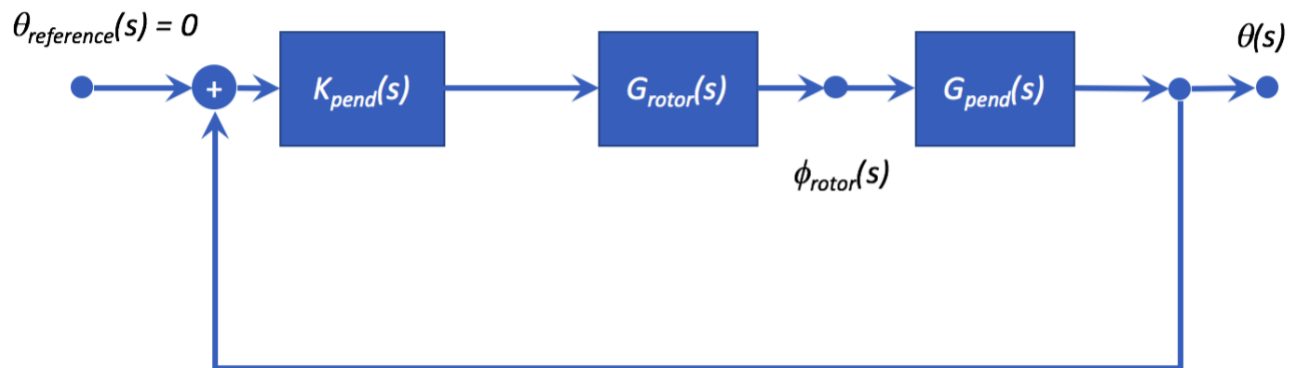 θreference(s) = 0
θ(s)
+
Kpend(s)
Grotor(s)
Gpend(s)
ϕrotor(s)